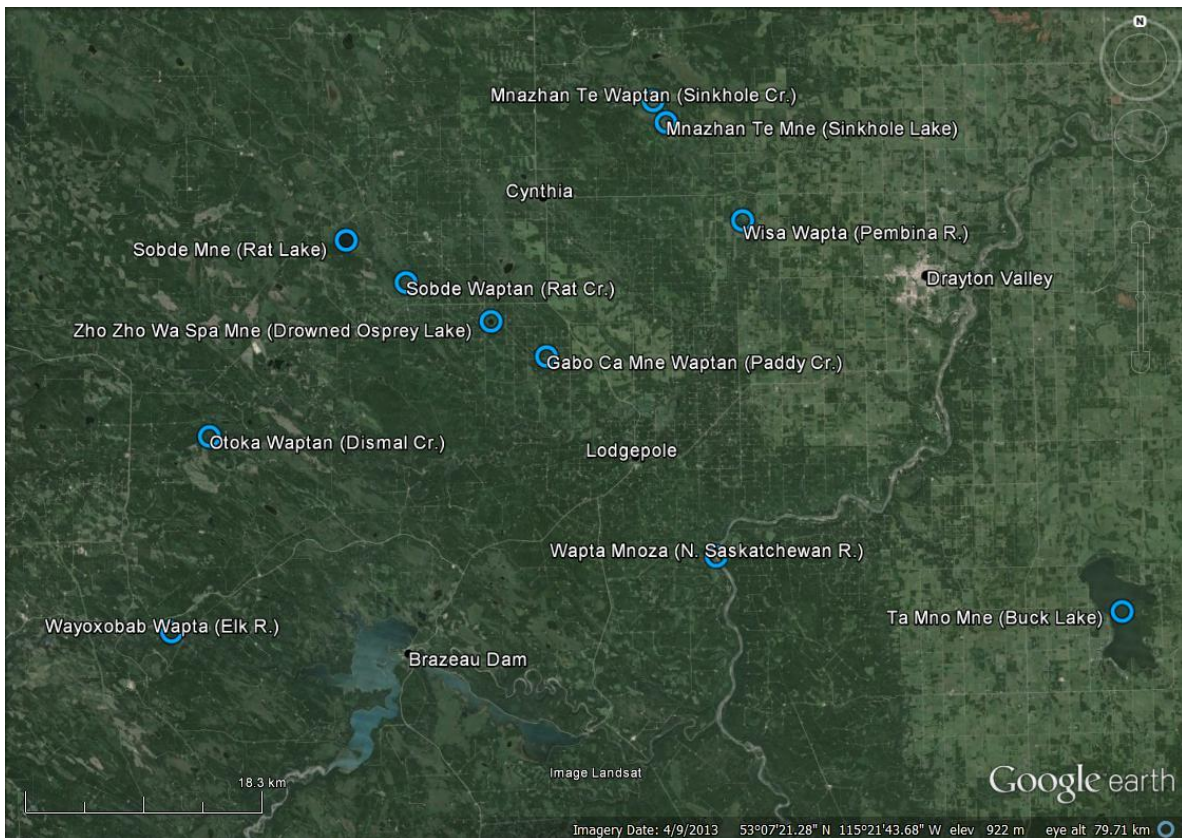 N
Mnazhan Te Waptan (Sinkhole Cr.)
Mnazhan Te Mne (Sinkhole Lake)
Cynthia
Wisa Wapta (Pembina R.)
Sobde Mne (Rat Lake)
Drayton Valley
Sobde Waptan (Rat Cr.)
Zho Zho Wa Spa Mne (Drowned Osprey Lake)
Gabo Ca Mne Waptan (Paddy Cr.)
Otoka Waptan (Dismal Cr.)
Lodgepole
Wapta Mnoza (N. Saskatchewan R.)
Ta Mno Mne (Buck Lake)
Wayoxobab Wapta (Elk R.)
Brazeau Dam
Image Landsat
18.3 km
Google earth
Imagery Date: 4/9/2013 53°07'21.28" N 115°21'43.68" W elev 922 m eye alt 79.71 km